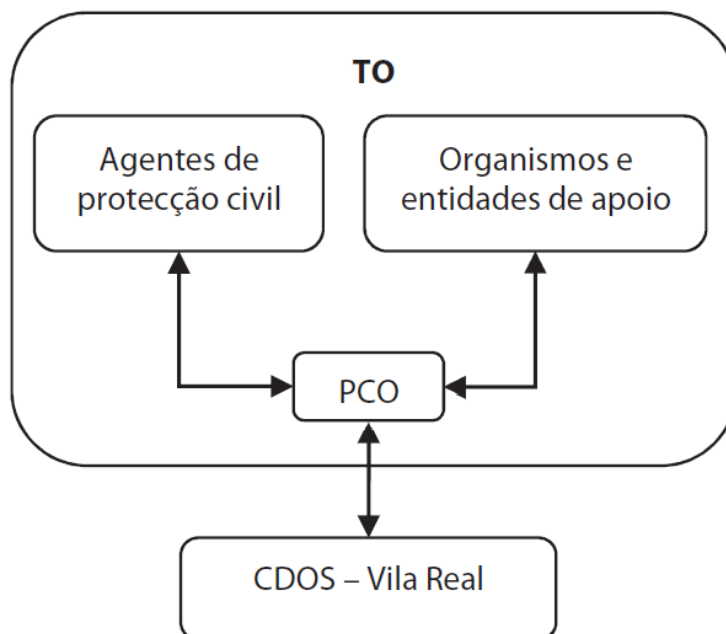 TO
Agentes de
protecção civil
Organismos e
entidades de apoio
PCO
CDOS – Vila Real